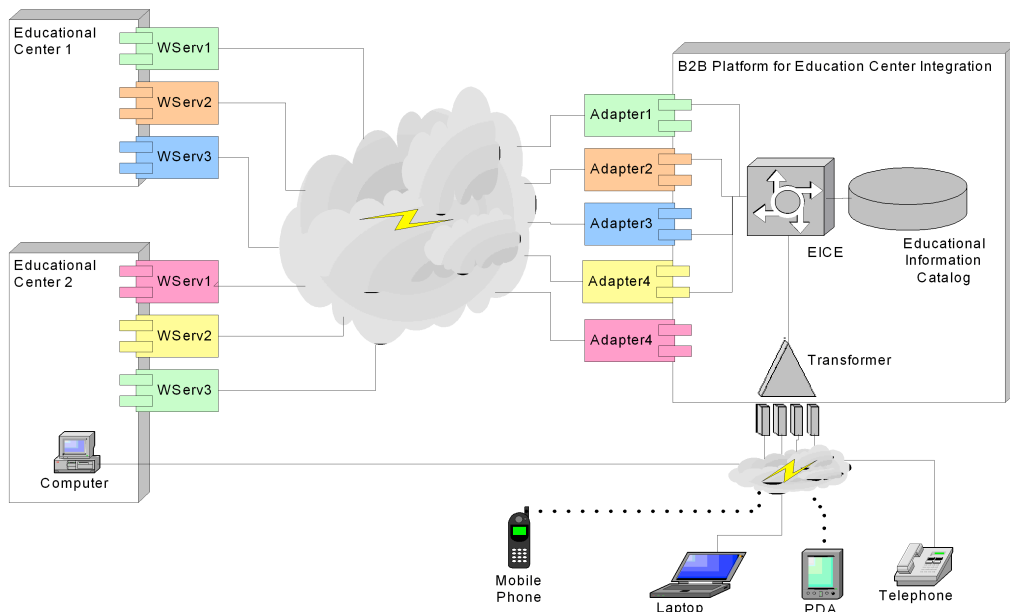 Educational
Center 1
WServ1
WServ2
WServ3
Educational
Center 2
WServ1
WServ2
WServ3
Computer
B2B Platform for Education Center Integration
Adapter1
Adapter2
Adapter3
Adapter4
Adapter4
EICE
Educational
Information
Catalog
Transformer
Mobile
Phone
Laptop
PDA
Telephone